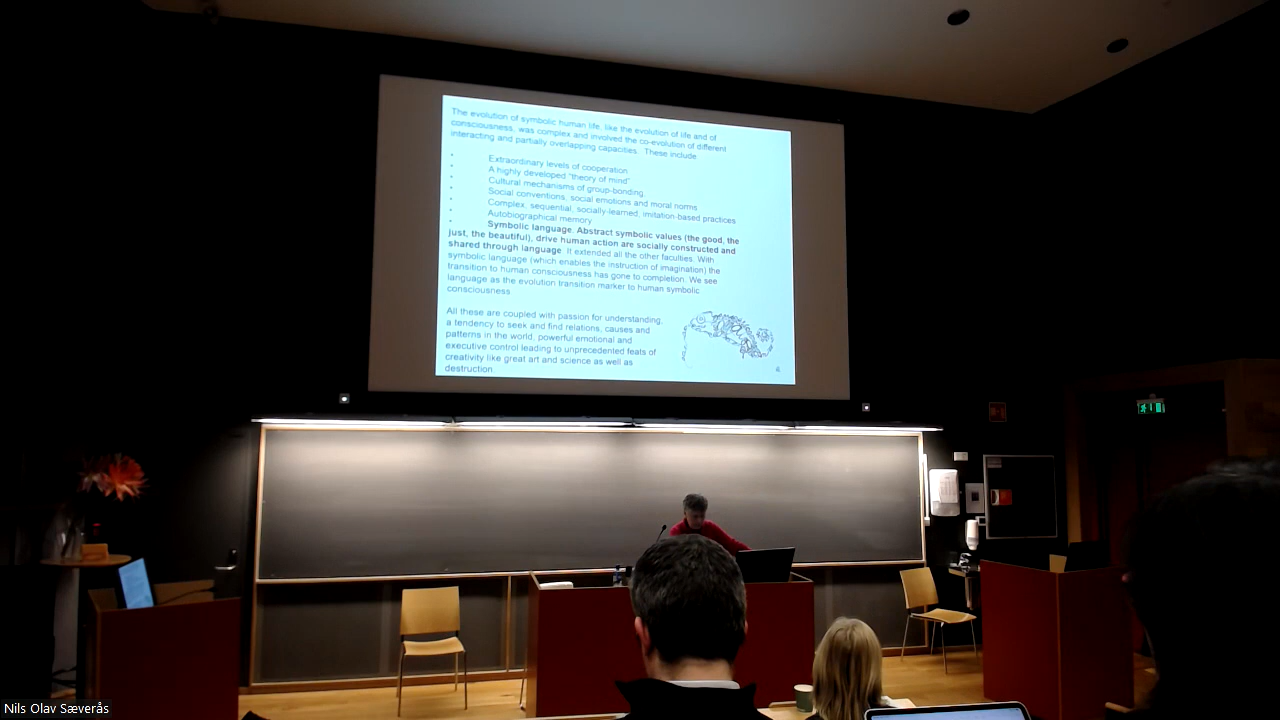 The evolution of symbolic human life, like the evolution of life and of
consciousness, was complex and involved the co-evolution of different
interacting and partially overlapping capacities. These include:
• Extraordinary levels of cooperation
• A highly developed "theory of mind"
• Cultural mechanisms of group-bonding.
• Social conventions, social emotions and moral norms
• Complex, sequential, socially-learned, imitation-based practices
• Autobiographical memory
• Symbolic language. Abstract symbolic values (the good, the
just, the beautiful), drive human action are socially constructed and
shared through language. It extended all the other faculties. With
symbolic language (which enables the instruction of imagination) the
transition to human consciousness has gone to completion. We see
language as the evolution transition marker to human symbolic
consciousness.
All these are coupled with passion for understanding,
a tendency to seek and find relations, causes and
patterns in the world, powerful emotional and
executive control leading to unprecedented feats of
creativity like great art and science as well as
destruction.
Nils Olav Sæverås